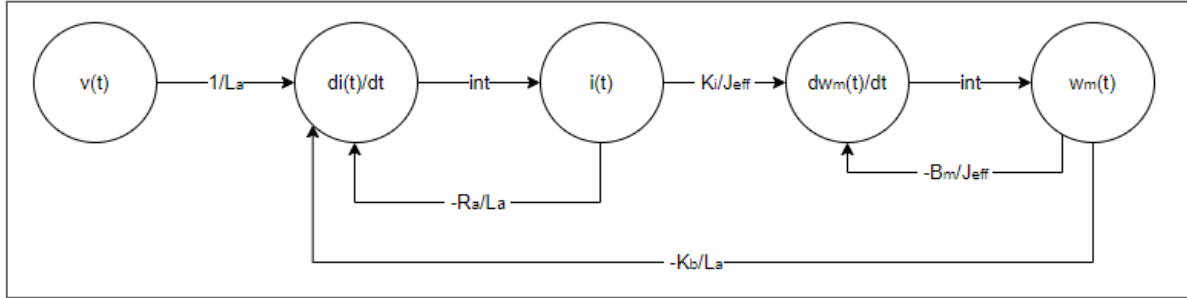 v(t) 1/La di(t)/dt int i(t) Ki/Jeff dwm(t)/dt int wm(t)
-Bm/Jeff
-Ra/La
-Kb/La